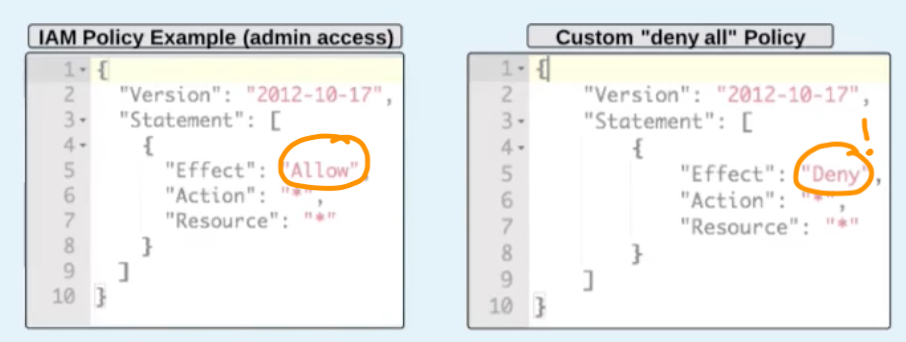 IAM Policy Example (admin access)
1 {
2 "Version": "2012-10-17",
3 "Statement": [
4 {
5 "Effect": "Allow",
6 "Action": "*",
7 "Resource": "*"
8 }
9 ]
10 }
Custom "deny all" Policy
1 {
2 "Version": "2012-10-17",
3 "Statement": [
4 {
5 "Effect": "Deny",
6 "Action": "*",
7 "Resource": "*"
8 }
9 ]
10 }
!